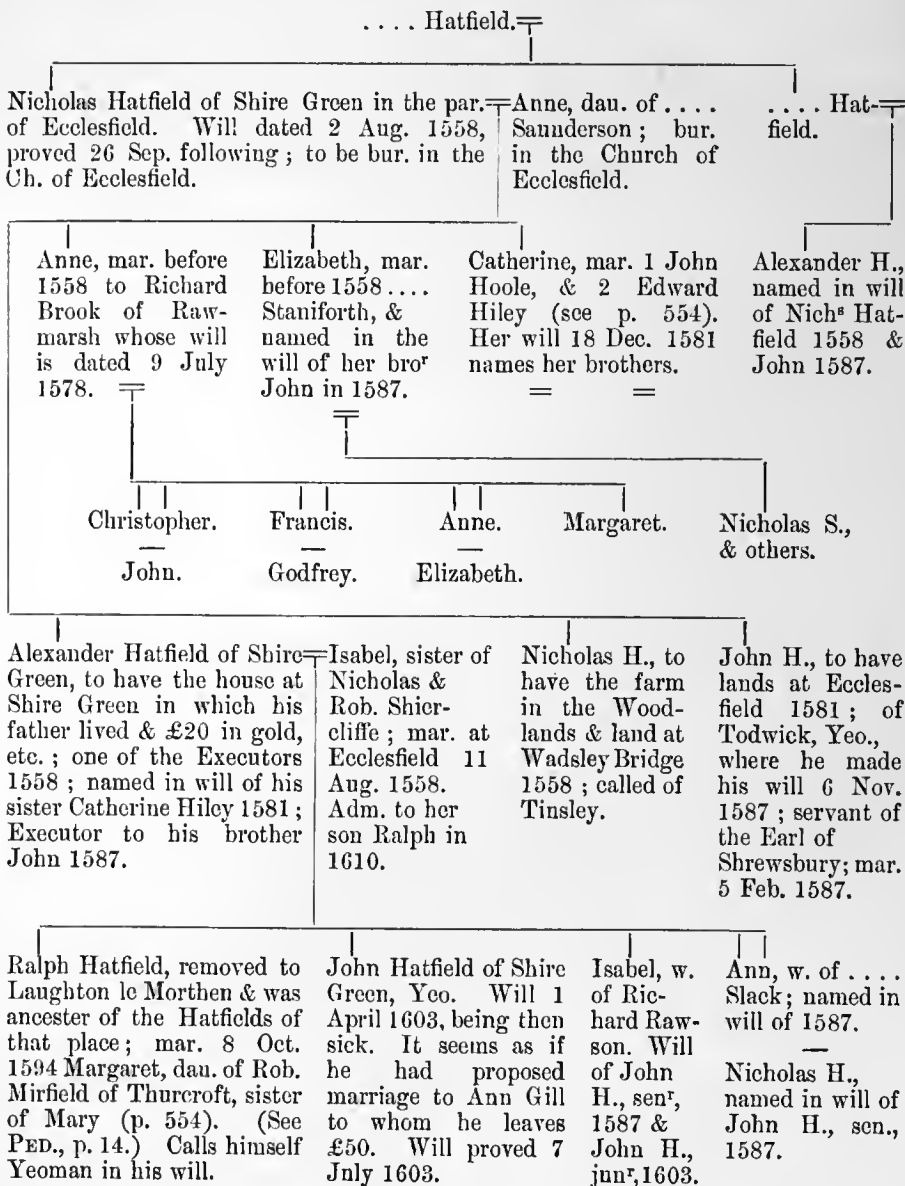 .... Hatfield.
Nicholas Hatfield of Shire Green in the par.
of Ecclesfield. Will dated 2 Aug. 1558,
proved 26 Sep. following; to be bur. in the
Ch. of Ecclesfield.
Anne, dau. of ....
Saunderson; bur.
in the Church of
Ecclesfield.
.... Hat-
field.
Anne, mar. before
1558 to Richard
Brook of Raw-
marsh whose will
is dated 9 July
1578.
Elizabeth, mar.
before 1558 ....
Staniforth, &
named in the
will of her broʳ
John in 1587.
Catherine, mar. 1 John
Hoole, & 2 Edward
Hiley (see p. 554).
Her will 18 Dec. 1581
names her brothers.
Alexander H.,
named in will
of Nichˢ Hat-
field 1558 &
John 1587.
Christopher.
John.
Francis.
Godfrey.
Anne.
Elizabeth.
Margaret.
Nicholas S.,
& others.
Alexander Hatfield of Shire
Green, to have the house at
Shire Green in which his
father lived & £20 in gold,
etc.; one of the Executors
1558; named in will of his
sister Catherine Hiley 1581;
Executor to his brother
John 1587.
Isabel, sister of
Nicholas &
Rob. Shier-
cliffe; mar. at
Ecclesfield 11
Aug. 1558.
Adm. to her
son Ralph in
1610.
Nicholas H., to
have the farm
in the Wood-
lands & land at
Wadsley Bridge
1558; called of
Tinsley.
John H., to have
lands at Eccles-
field 1581; of
Todwick, Yeo.,
where he made
his will 6 Nov.
1587; servant of
the Earl of
Shrewsbury; mar.
5 Feb. 1587.
Ralph Hatfield, removed to
Laughton le Morthen & was
ancestor of the Hatfields of
that place; mar. 8 Oct.
1594 Margaret, dau. of Rob.
Mirfield of Thurcroft, sister
of Mary (p. 554). (See
PED., p. 14.) Calls himself
Yeoman in his will.
John Hatfield of Shire
Green, Yeo. Will 1
April 1603, being then
sick. It seems as if
he had proposed
marriage to Ann Gill
to whom he leaves
£50. Will proved 7
July 1603.
Isabel, w.
of Ric-
hard Raw-
son. Will
of John
H., senʳ,
1587 &
John H.,
junʳ, 1603.
Ann, w. of ....
Slack; named in
will of 1587.
Nicholas H.,
named in will of
John H., sen.,
1587.